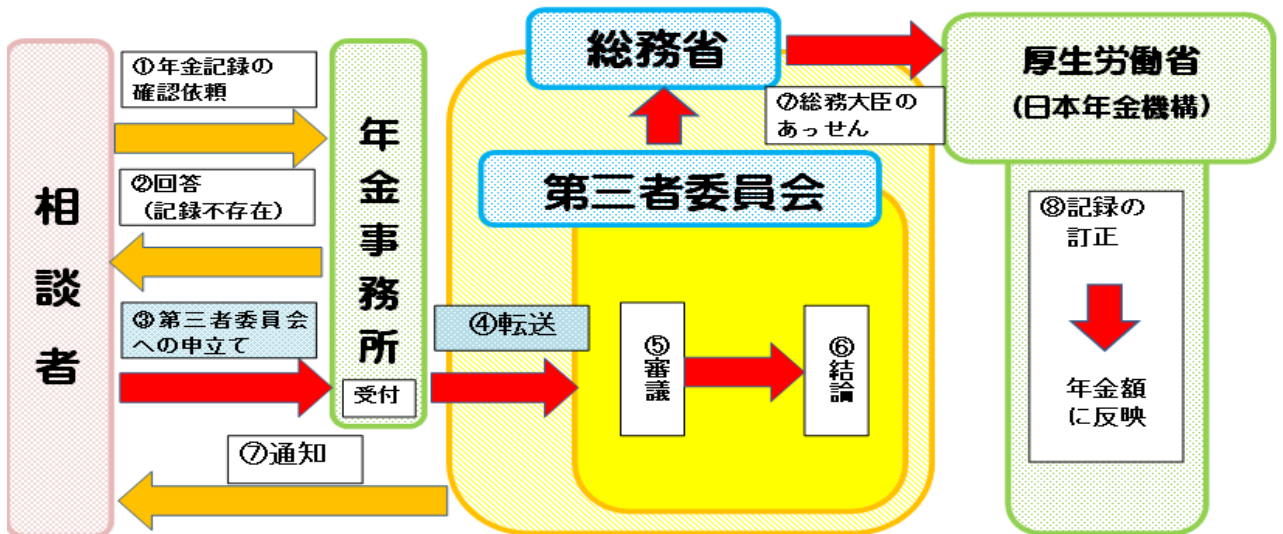 相談者
①年金記録の
確認依頼
②回答
（記録不存在）
③第三者委員会
への申立て
年金事務所
受付
④転送
⑦通知
総務省
第三者委員会
⑤審議
⑥結論
⑦総務大臣の
あっせん
厚生労働省
(日本年金機構)
⑧記録の
訂正
年金額
に反映